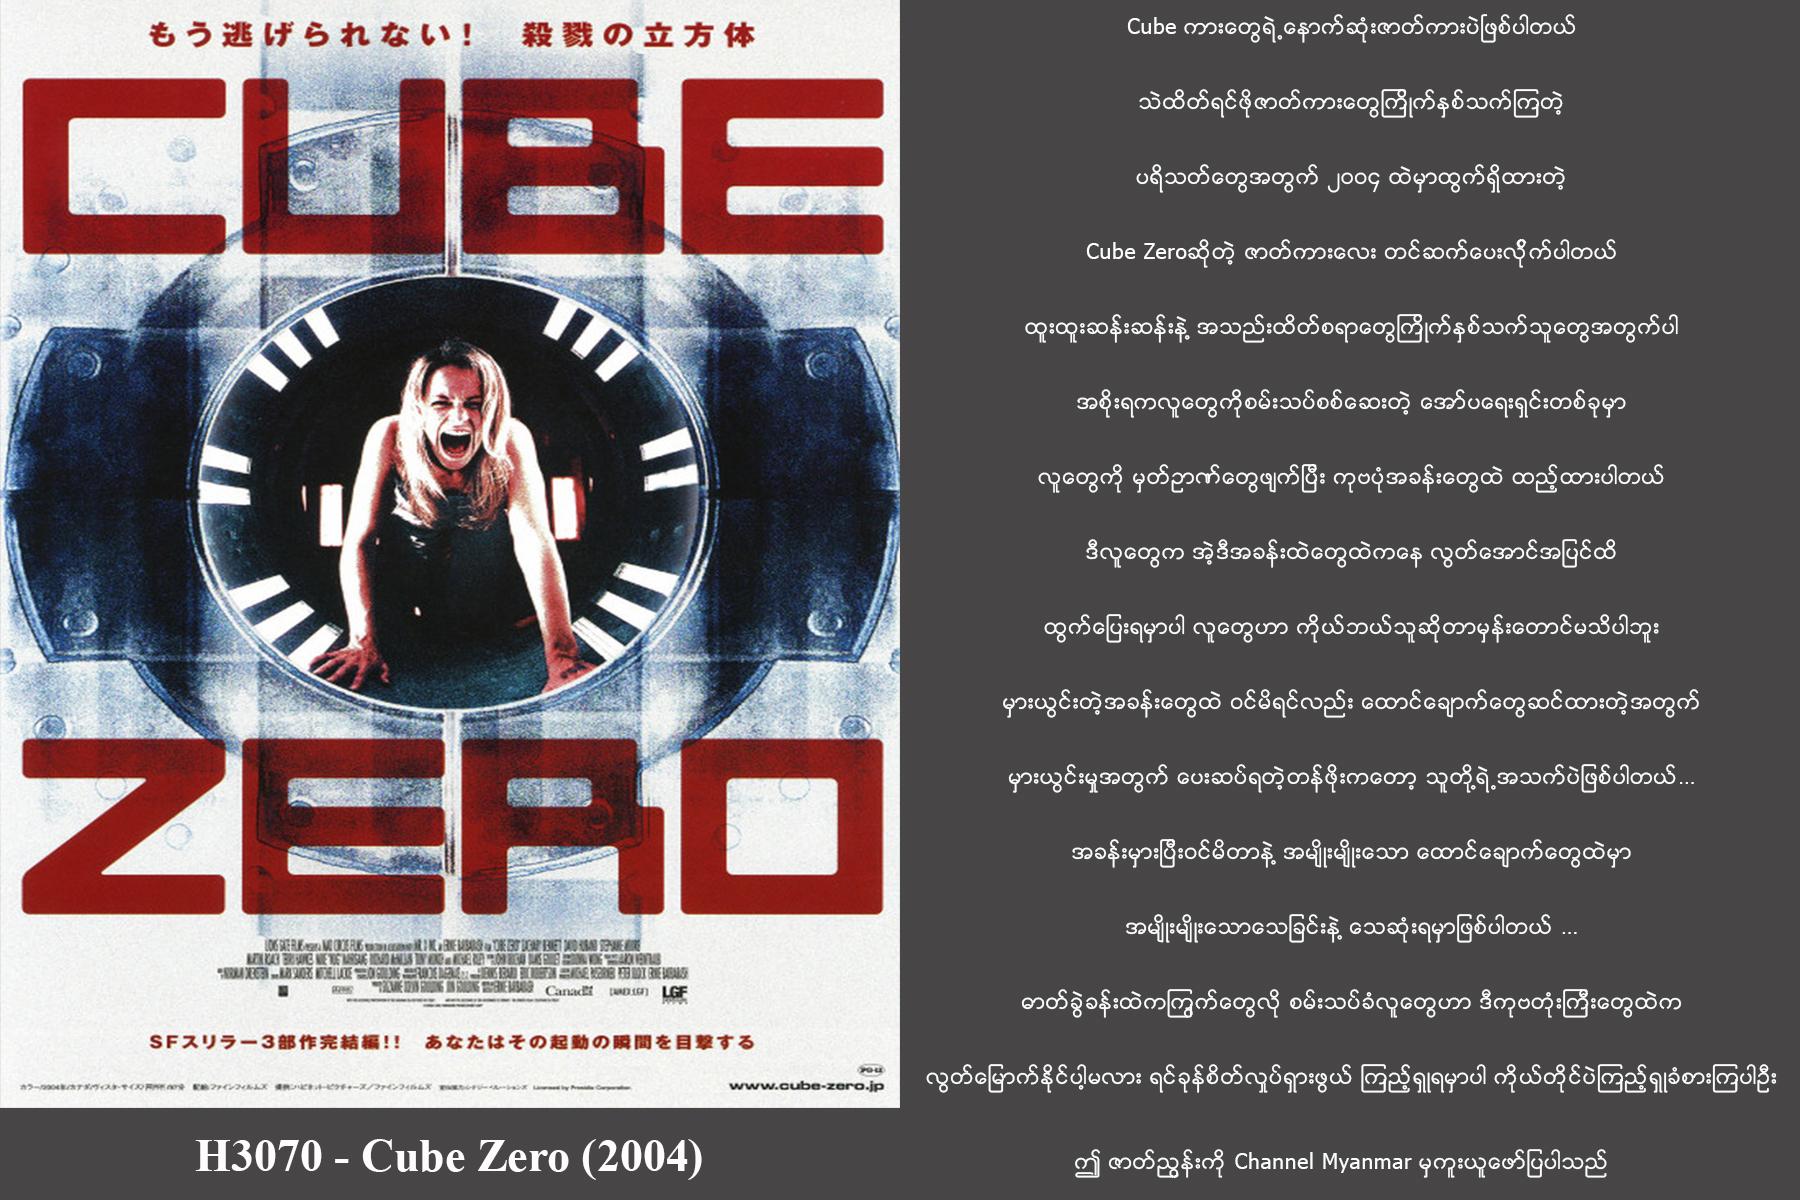 もう逃げられない! 殺戮の立方体
CUBE
ZERO
Canada
LGF
SFスリラー3部作完結編!! あなたはその起動の瞬間を目撃する
www.cube-zero.jp
H3070 - Cube Zero (2004)
Cube ကားတွေရဲ့နောက်ဆုံးဇာတ်ကားပဲဖြစ်ပါတယ်
သဲထိတ်ရင်ဖိုဇာတ်ကားတွေကြိုက်နှစ်သက်ကြတဲ့
ပရိသတ်တွေအတွက် ၂၀၀၄ ထဲမှာထွက်ရှိထားတဲ့
Cube Zeroဆိုတဲ့ ဇာတ်ကားလေး တင်ဆက်ပေးလိုက်ပါတယ်
ထူးထူးဆန်းဆန်းနဲ့ အသည်းထိတ်စရာတွေကြိုက်နှစ်သက်သူတွေအတွက်ပါ
အစိုးရကလူတွေကိုစမ်းသပ်စစ်ဆေးတဲ့ အော်ပရေးရှင်းတစ်ခုမှာ
လူတွေကို မှတ်ဉာဏ်တွေဖျက်ပြီး ကုဗပုံအခန်းတွေထဲ ထည့်ထားပါတယ်
ဒီလူတွေက အဲ့ဒီအခန်းထဲတွေထဲကနေ လွတ်အောင်အပြင်ထိ
ထွက်ပြေးရမှာပါ လူတွေဟာ ကိုယ်ဘယ်သူဆိုတာမှန်းတောင်မသိပါဘူး
မှားယွင်းတဲ့အခန်းတွေထဲ ဝင်မိရင်လည်း ထောင်ချောက်တွေဆင်ထားတဲ့အတွက်
မှားယွင်းမှုအတွက် ပေးဆပ်ရတဲ့တန်ဖိုးကတော့ သူတို့ရဲ့အသက်ပဲဖြစ်ပါတယ်...
အခန်းမှားပြီးဝင်မိတာနဲ့ အမျိုးမျိုးသော ထောင်ချောက်တွေထဲမှာ
အမျိုးမျိုးသောသေခြင်းနဲ့ သေဆုံးရမှာဖြစ်ပါတယ် ...
ဓာတ်ခွဲခန်းထဲကကြွက်တွေလို စမ်းသပ်ခံလူတွေဟာ ဒီကုဗတုံးကြီးတွေထဲက
လွတ်မြောက်နိုင်ပါ့မလား ရင်ခုန်စိတ်လှုပ်ရှားဖွယ် ကြည့်ရှုရမှာပါ ကိုယ်တိုင်ပဲကြည့်ရှုခံစားကြပါဦး
ဤ ဇာတ်ညွှန်းကို Channel Myanmar မှကူးယူဖော်ပြပါသည်